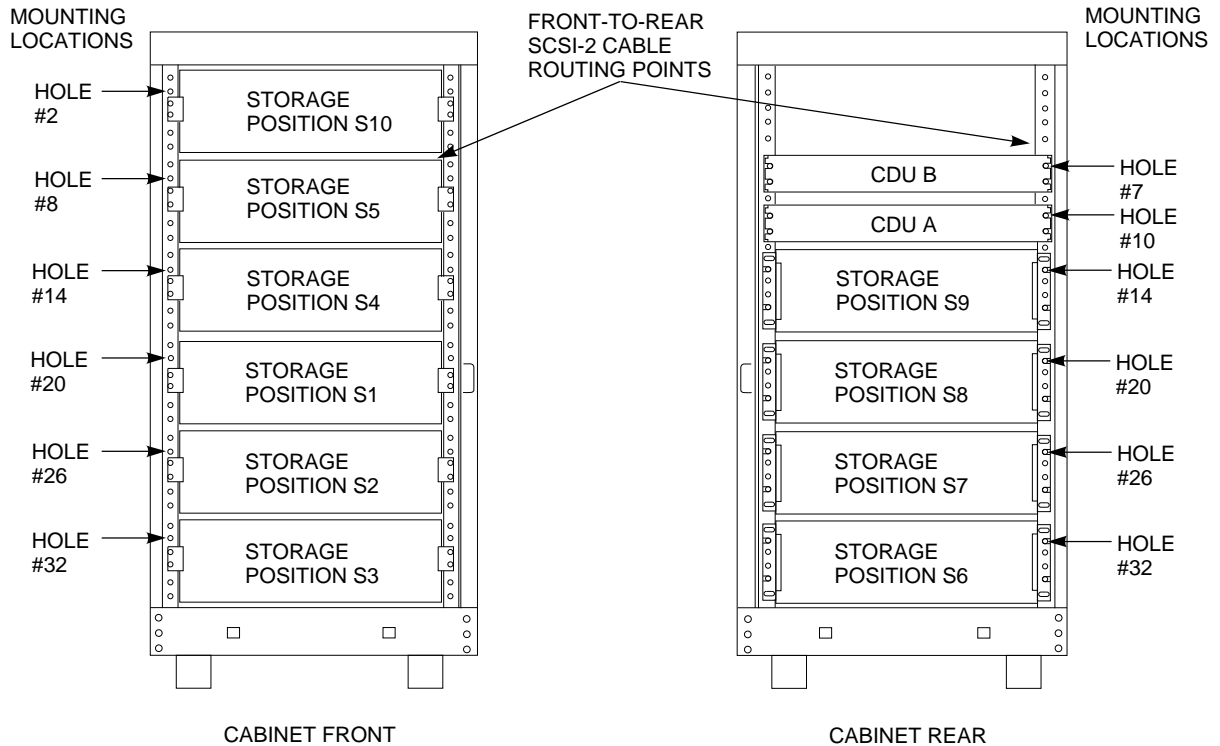 MOUNTING
LOCATIONS
FRONT-TO-REAR
SCSI-2 CABLE
ROUTING POINTS
MOUNTING
LOCATIONS
HOLE
#2
STORAGE
POSITION S10
HOLE
#8
STORAGE
POSITION S5
HOLE
#14
STORAGE
POSITION S4
HOLE
#20
STORAGE
POSITION S1
HOLE
#26
STORAGE
POSITION S2
HOLE
#32
STORAGE
POSITION S3
CABINET FRONT
CDU B
HOLE
#7
CDU A
HOLE
#10
STORAGE
POSITION S9
HOLE
#14
STORAGE
POSITION S8
HOLE
#20
STORAGE
POSITION S7
HOLE
#26
STORAGE
POSITION S6
HOLE
#32
CABINET REAR